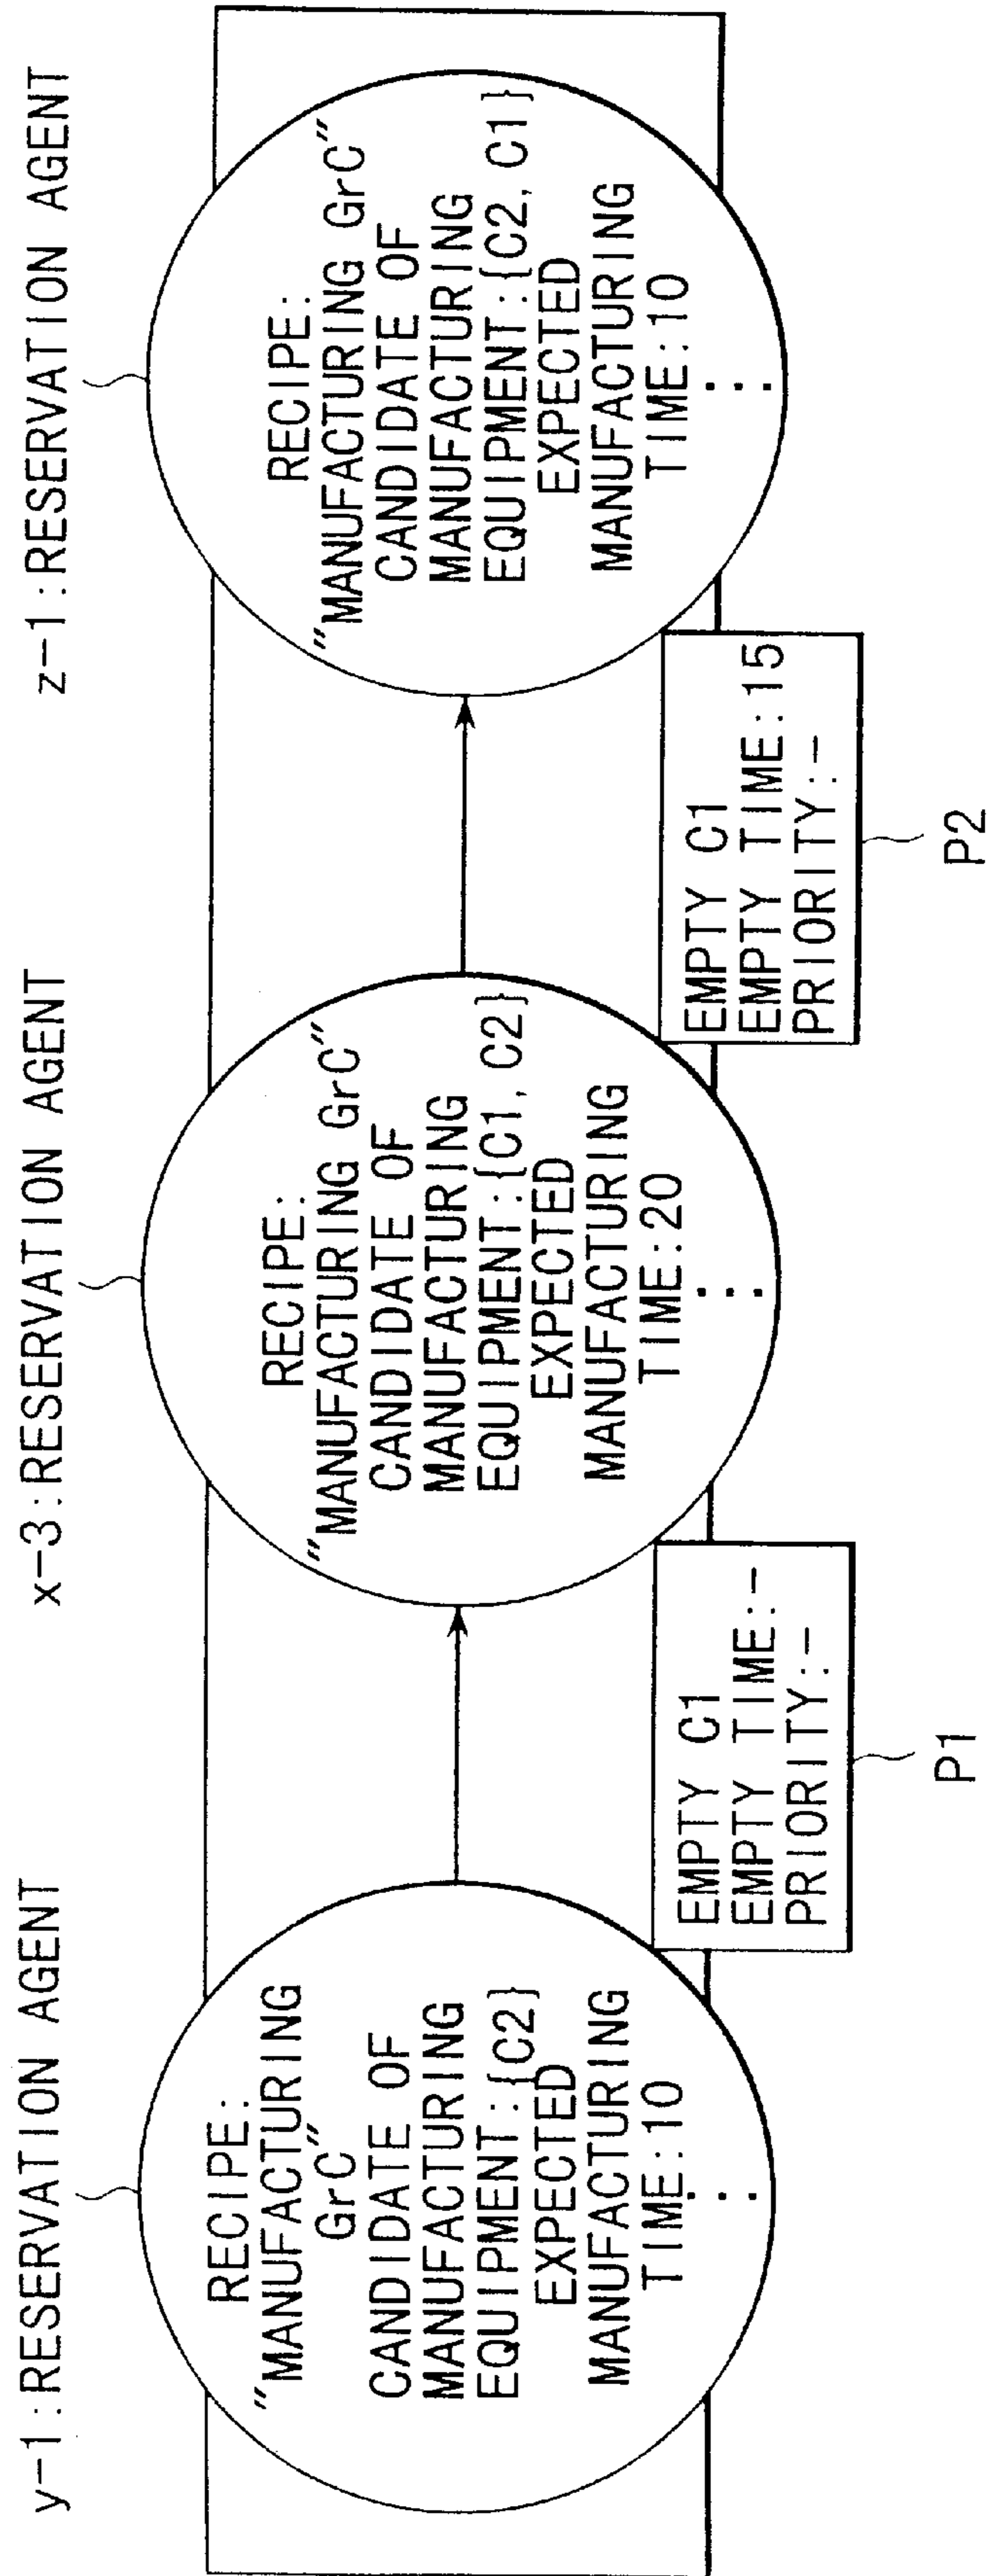 y-1:RESERVATION AGENT
RECIPE:
"MANUFACTURING
GrC"
CANDIDATE OF
MANUFACTURING
EQUIPMENT:{C2}
EXPECTED
MANUFACTURING
TIME:10
EMPTY C1
EMPTY TIME:-
PRIORITY:-
P1
x-3:RESERVATION AGENT
RECIPE:
"MANUFACTURING GrC"
CANDIDATE OF
MANUFACTURING
EQUIPMENT:{C1, C2}
EXPECTED
MANUFACTURING
TIME:20
EMPTY C1
EMPTY TIME:15
PRIORITY:-
P2
z-1:RESERVATION AGENT
RECIPE:
"MANUFACTURING GrC"
CANDIDATE OF
MANUFACTURING
EQUIPMENT:{C2, C1}
EXPECTED
MANUFACTURING
TIME:10